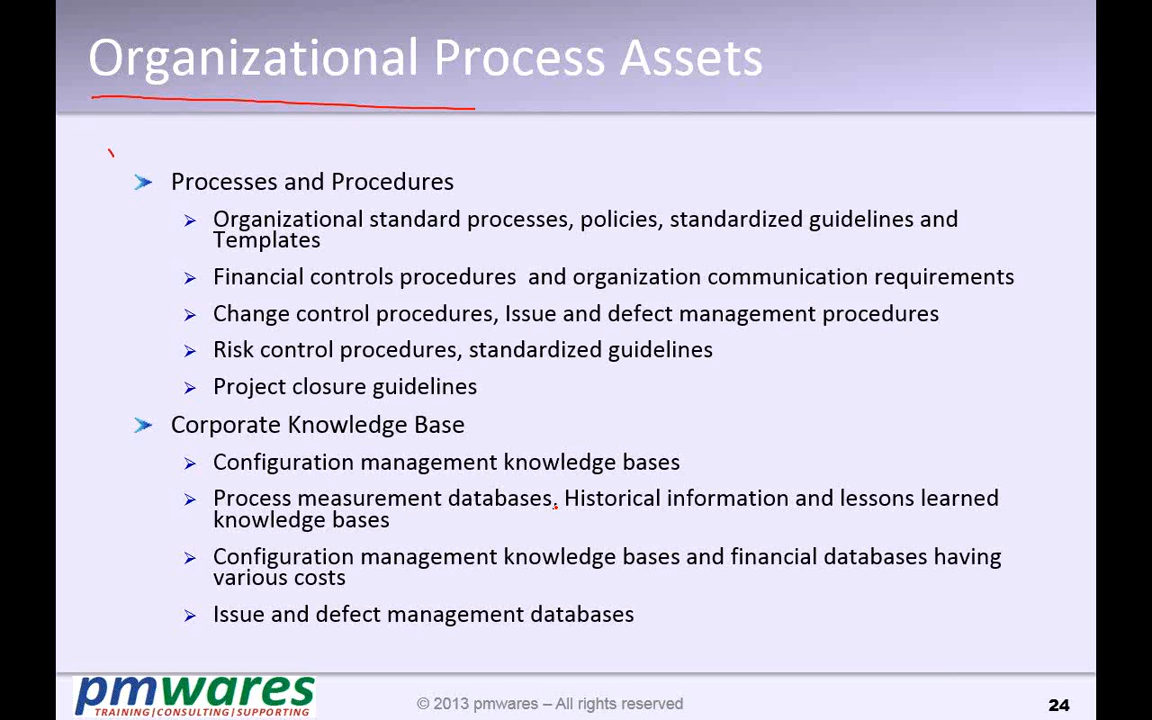 Organizational Process Assets
Processes and Procedures
Organizational standard processes, policies, standardized guidelines and
Templates
Financial controls procedures  and organization communication requirements
Change control procedures, Issue and defect management procedures
Risk control procedures, standardized guidelines
Project closure guidelines
Corporate Knowledge Base
Configuration management knowledge bases
Process measurement databases. Historical information and lessons learned
knowledge bases
Configuration management knowledge bases and financial databases having
various costs
Issue and defect management databases
pmwares
TRAINING|CONSULTING|SUPPORTING
© 2013 pmwares – All rights reserved
24